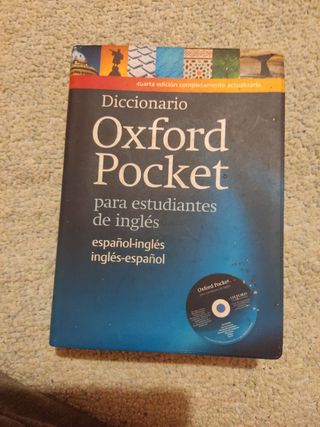 cuarta edición completamente actualizada
Diccionario
Oxford
Pocket
para estudiantes
de inglés
español-inglés
inglés-español
Oxford Pocket